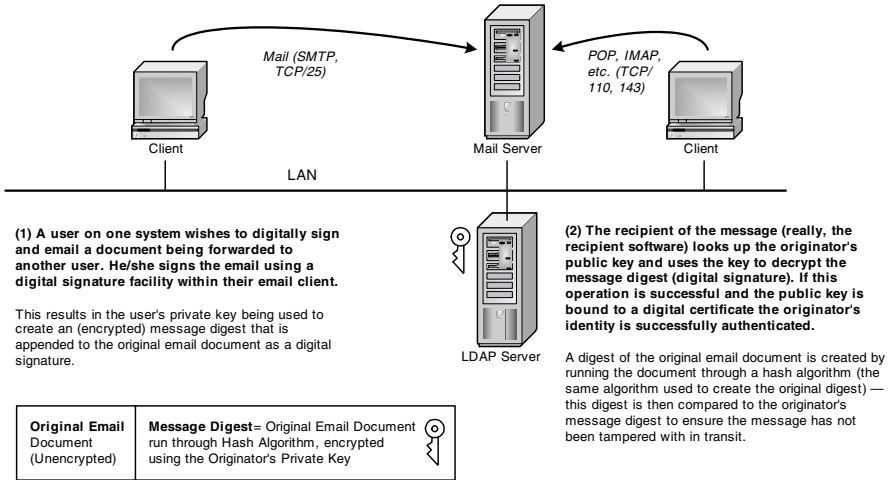 Mail (SMTP,
TCP/25)
POP, IMAP,
etc. (TCP/
110, 143)
Client
Mail Server
Client
LAN
(1) A user on one system wishes to digitally sign
and email a document being forwarded to
another user. He/she signs the email using a
digital signature facility within their email client.
This results in the user's private key being used to
create an (encrypted) message digest that is
appended to the original email document as a digital
signature.
LDAP Server
(2) The recipient of the message (really, the
recipient software) looks up the originator's
public key and uses the key to decrypt the
message digest (digital signature). If this
operation is successful and the public key is
bound to a digital certificate the originator's
identity is successfully authenticated.
A digest of the original email document is created by
running the document through a hash algorithm (the
same algorithm used to create the original digest) —
this digest is then compared to the originator's
message digest to ensure the message has not
been tampered with in transit.
Original Email
Document
(Unencrypted)
Message Digest= Original Email Document
run through Hash Algorithm, encrypted
using the Originator's Private Key